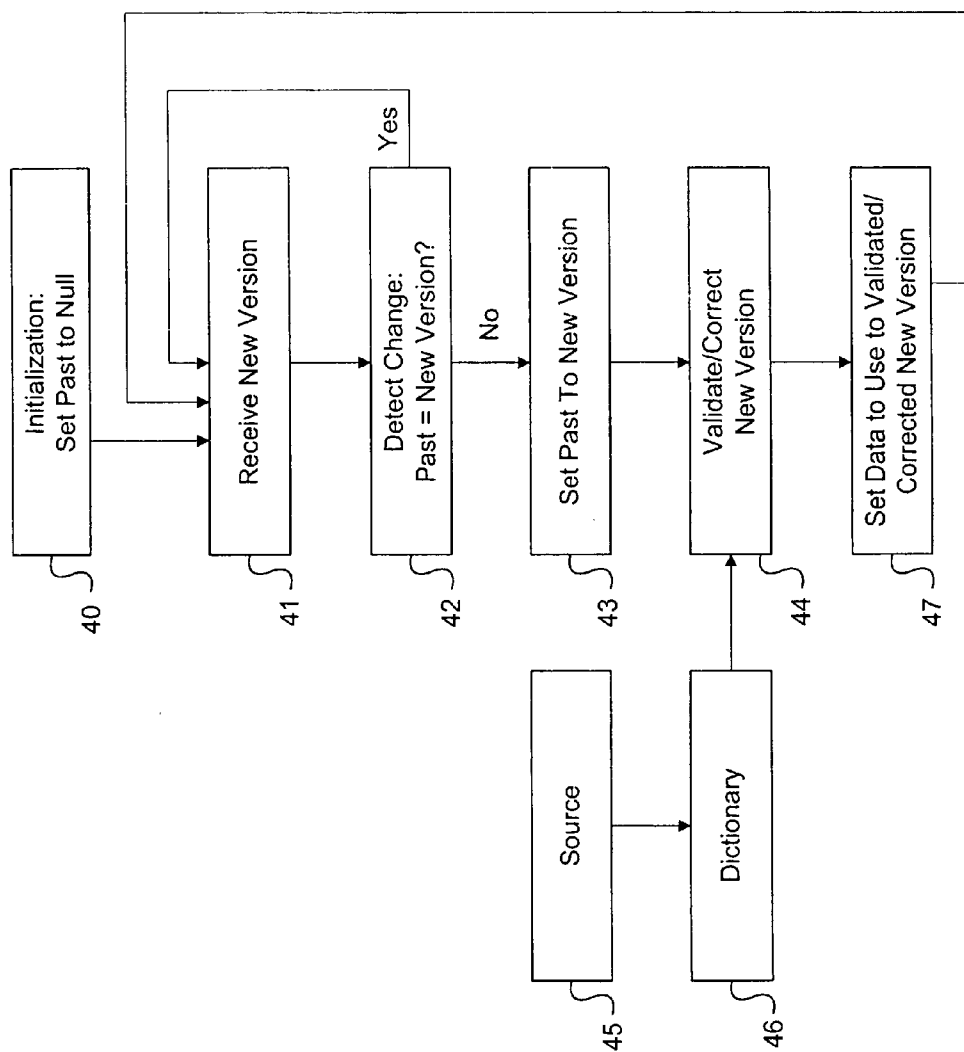 Initialization:
Set Past to Null
40
Receive New Version
41
Detect Change:
Past = New Version?
Yes
42
No
Set Past To New Version
43
Source
45
Validate/Correct
New Version
44
Dictionary
46
Set Data to Use to Validated/
Corrected New Version
47